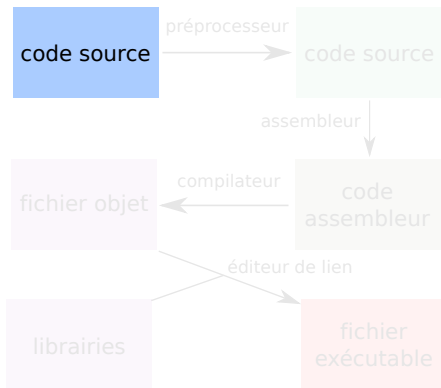 préprocesseur
code source
code source
assembleur
compilateur
fichier objet
code
assembleur
éditeur de lien
librairies
fichier
exécutable